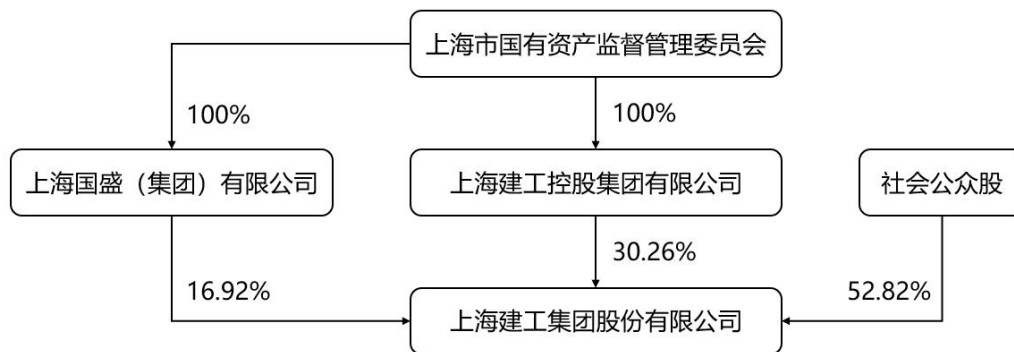 上海市国有资产监督管理委员会
100%
100%
上海国盛（集团）有限公司
上海建工控股集团有限公司
社会公众股
30.26%
16.92%
52.82%
上海建工集团股份有限公司